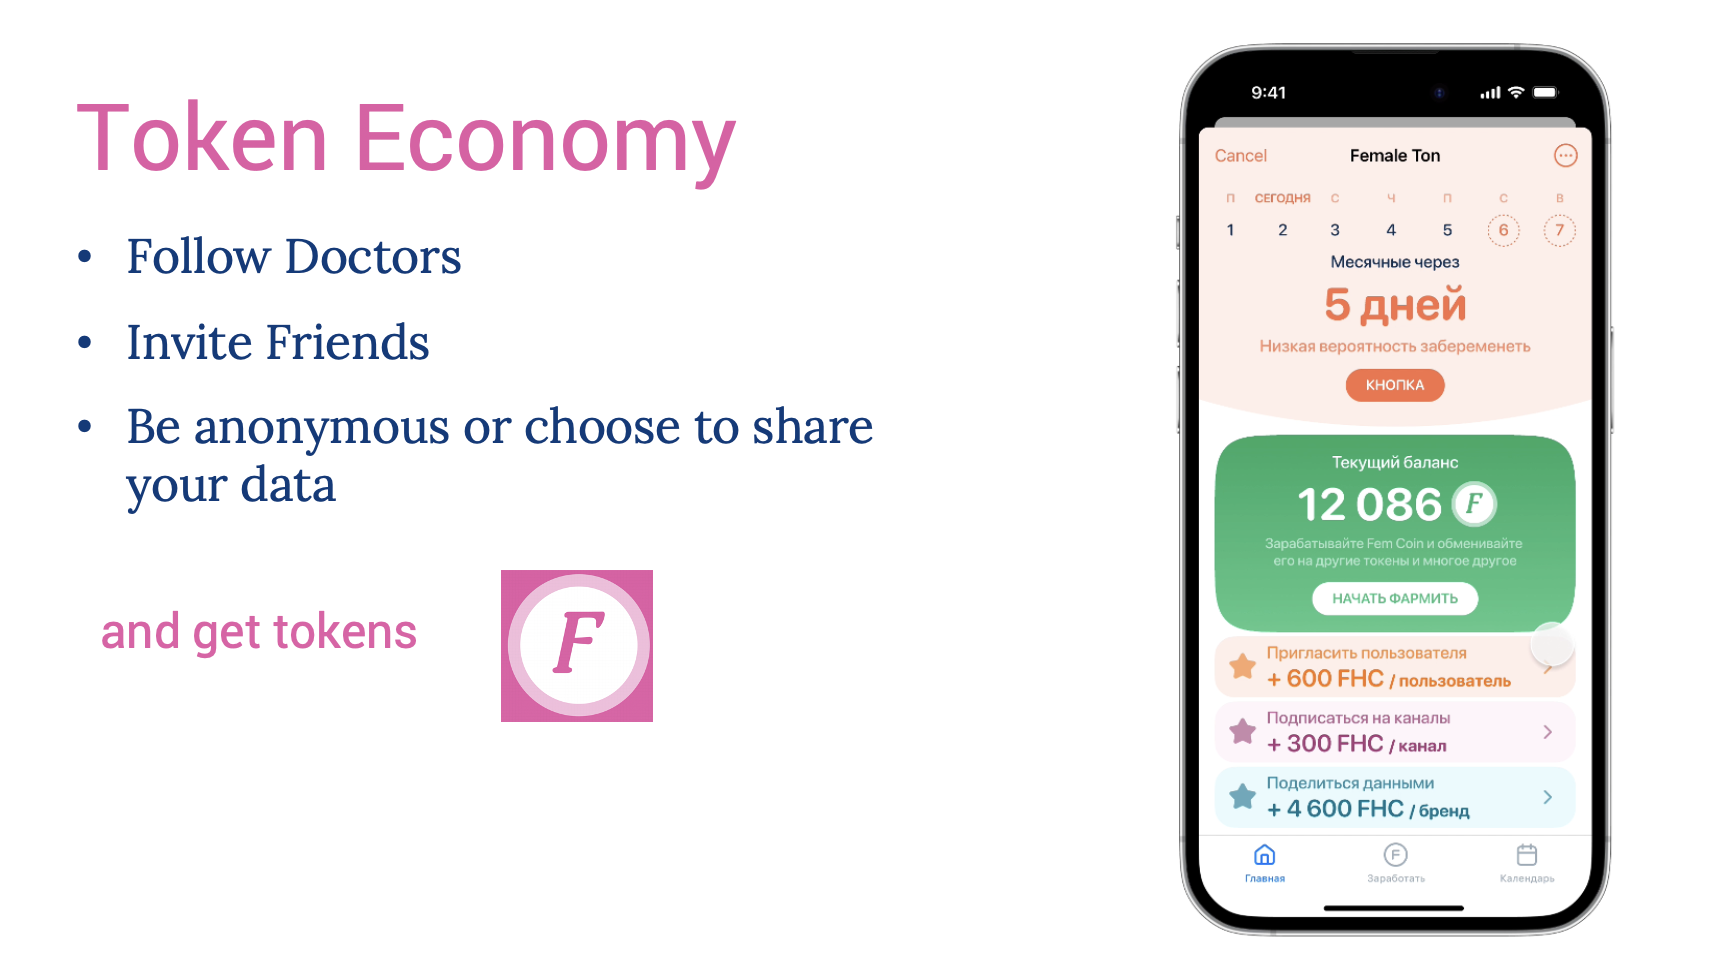 Token Economy
• Follow Doctors
• Invite Friends
• Be anonymous or choose to share
your data
and get tokens
F
9:41
Cancel
Female Ton
П СЕГОДНЯ С Ч П С В
1 2 3 4 5 6 7
Месячные через
5 дней
Низкая вероятность забеременеть
КНОПКА
Текущий баланс
12 086 F
Зарабатывайте Fem Coin и обменивайте
его на другие токены и многое другое
НАЧАТЬ ФАРМИТЬ
Пригласить пользователя
+ 600 FHC / пользователь
Подписаться на каналы
+ 300 FHC / канал
Поделиться данными
+ 4 600 FHC / бренд
F
Главная Заработать Календарь